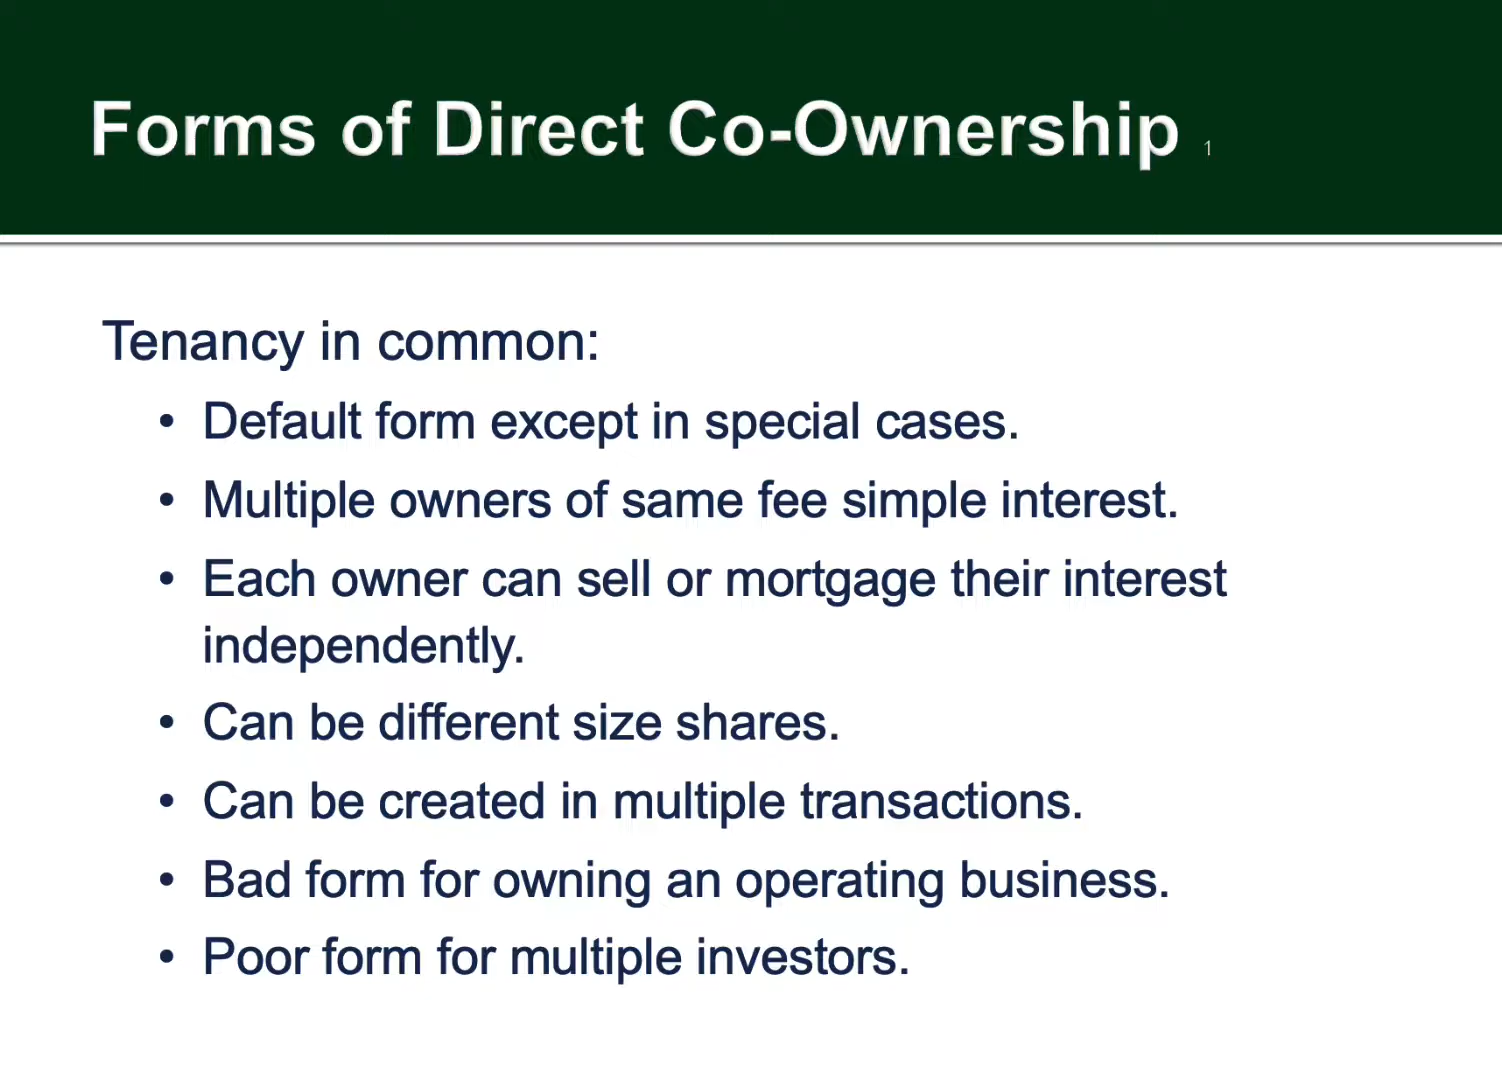 Forms of Direct Co-Ownership 1
Tenancy in common:
• Default form except in special cases.
• Multiple owners of same fee simple interest.
• Each owner can sell or mortgage their interest
independently.
• Can be different size shares.
• Can be created in multiple transactions.
• Bad form for owning an operating business.
• Poor form for multiple investors.